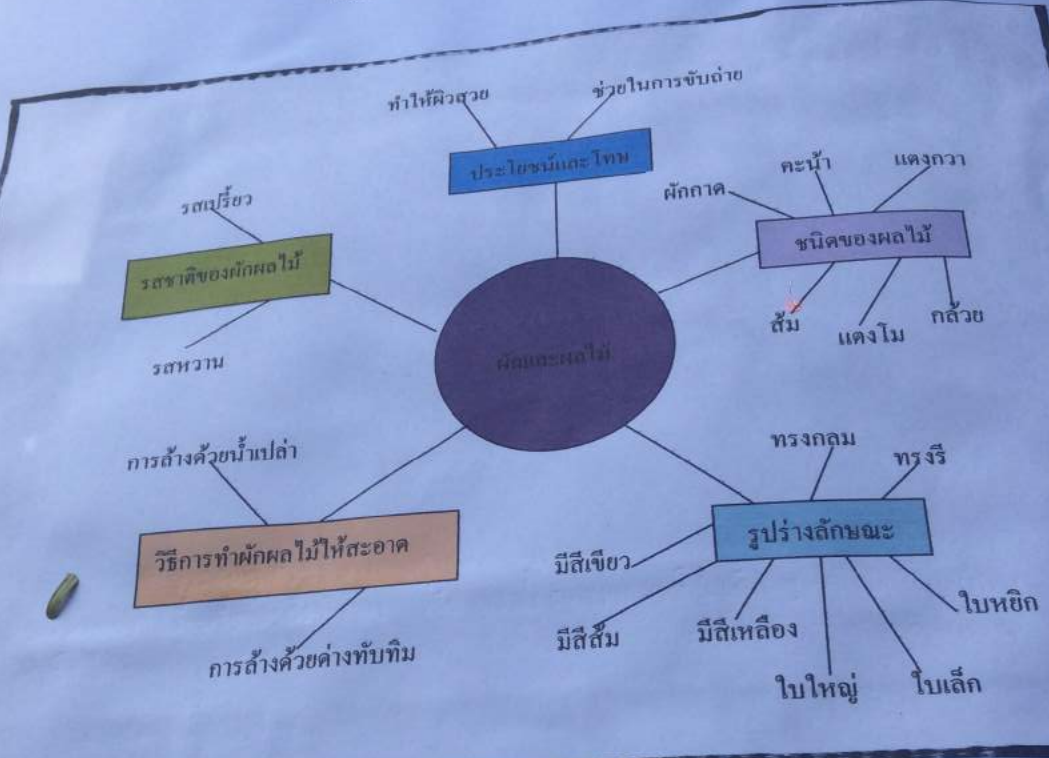 ทำให้ผิวสวย
ช่วยในการขับถ่าย
ประโยชน์และโทษ
ผักกาด
คะน้า
แตงกวา
ชนิดของผลไม้
ส้ม
แตงโม
กล้วย
รสเปรี้ยว
รสชาติของผักผลไม้
รสหวาน
ผักและผลไม้
การล้างด้วยน้ำเปล่า
วิธีการทำผักผลไม้ให้สะอาด
การล้างด้วยด่างทับทิม
ทรงกลม
ทรงรี
รูปร่างลักษณะ
มีสีเขียว
มีสีส้ม
มีสีเหลือง
ใบใหญ่
ใบเล็ก
ใบหยิก